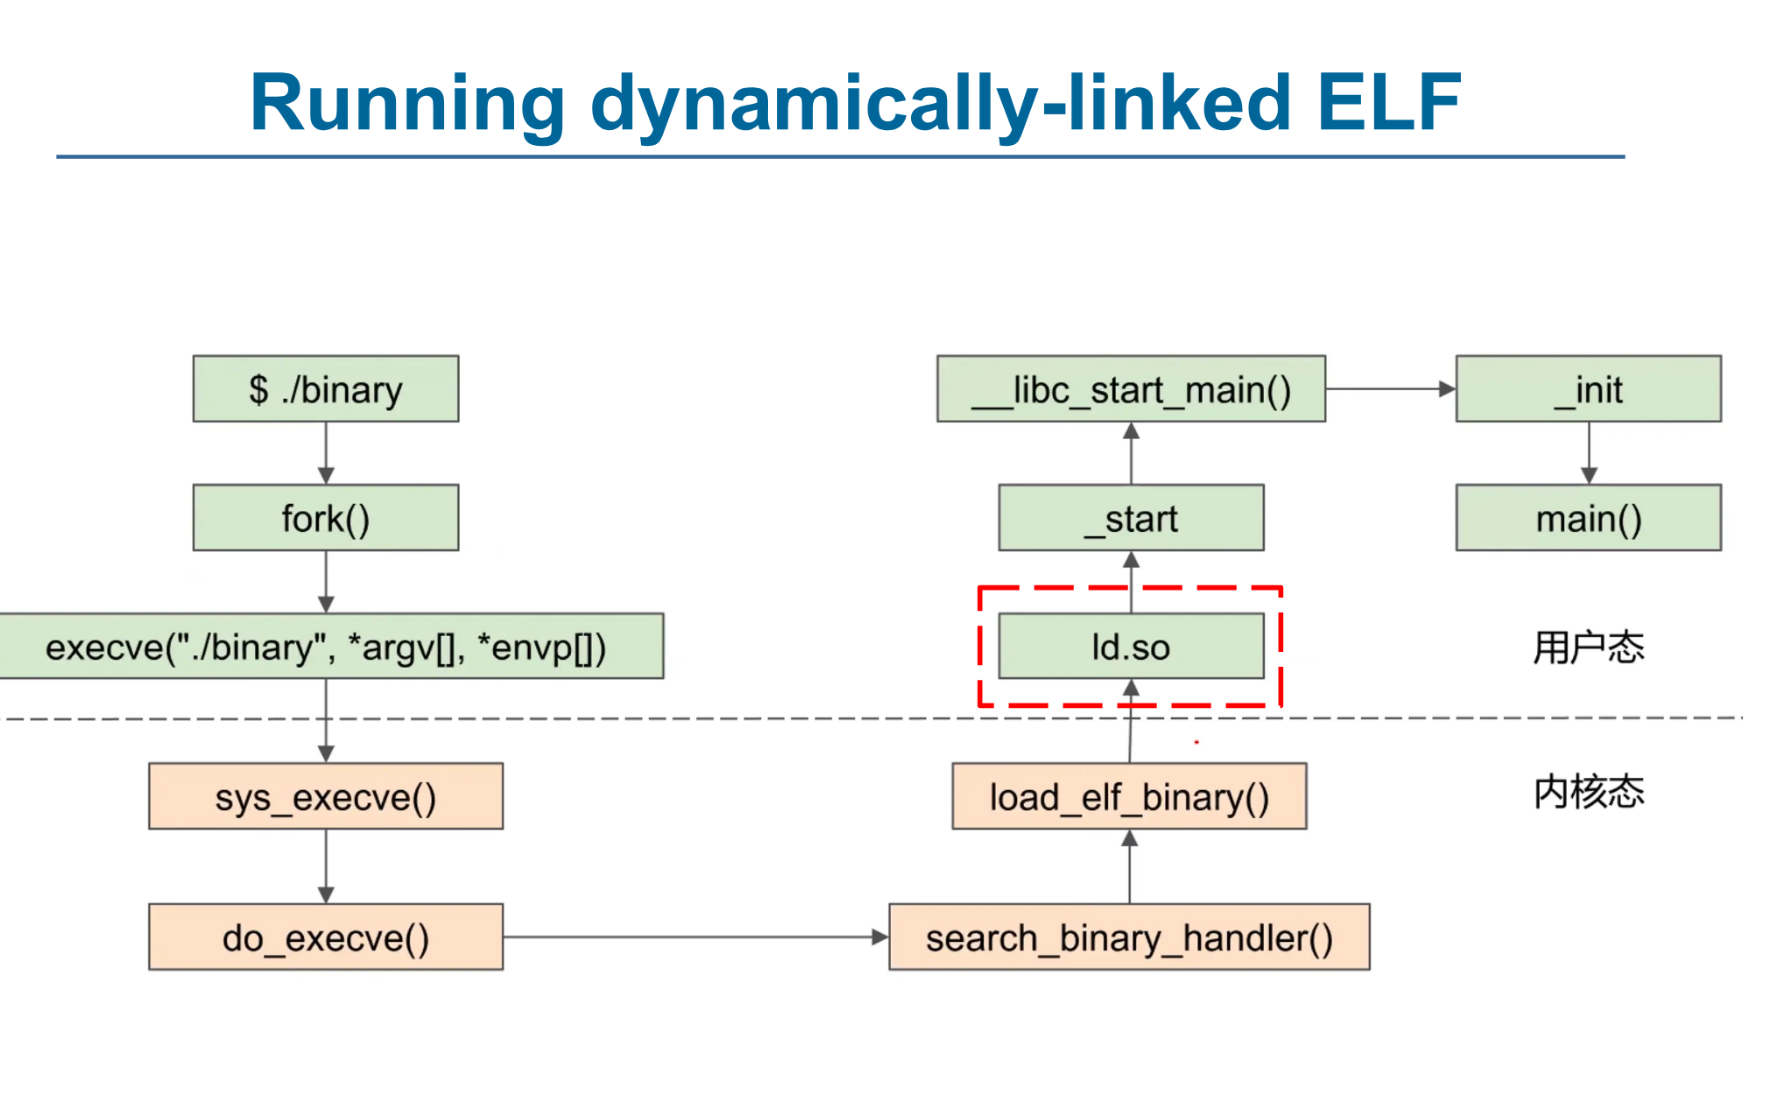 Running dynamically-linked ELF
$ ./binary
fork()
execve("./binary", *argv[], *envp[])
sys_execve()
do_execve()
search_binary_handler()
load_elf_binary()
ld.so
_start
__libc_start_main()
_init
main()
用户态
内核态